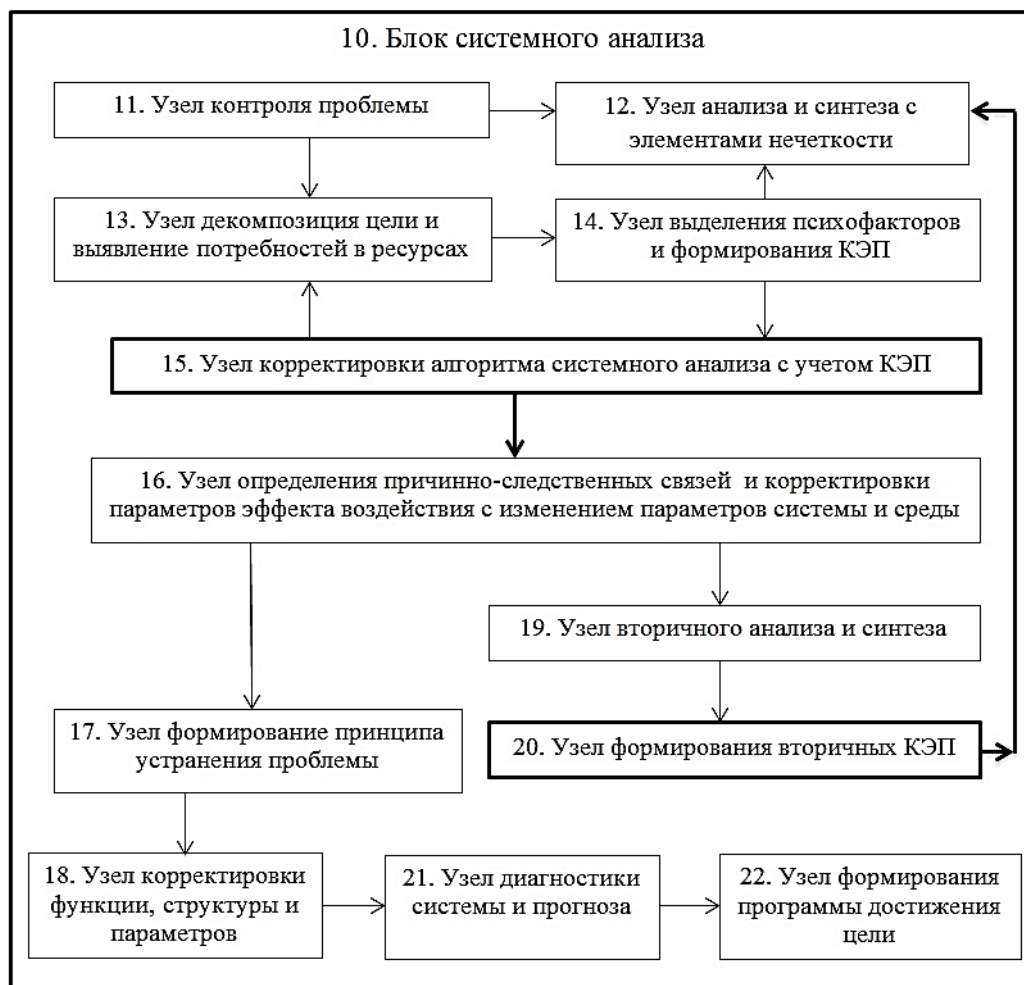 10. Блок системного анализа
11. Узел контроля проблемы
12. Узел анализа и синтеза с
элементами нечеткости
13. Узел декомпозиция цели и
выявление потребностей в ресурсах
14. Узел выделения психофакторов
и формирования КЭП
15. Узел корректировки алгоритма системного анализа с учетом КЭП
16. Узел определения причинно-следственных связей и корректировки
параметров эффекта воздействия с изменением параметров системы и среды
19. Узел вторичного анализа и синтеза
17. Узел формирование принципа
устранения проблемы
20. Узел формирования вторичных КЭП
18. Узел корректировки
функции, структуры и
параметров
21. Узел диагностики
системы и прогноза
22. Узел формирования
программы достижения
цели